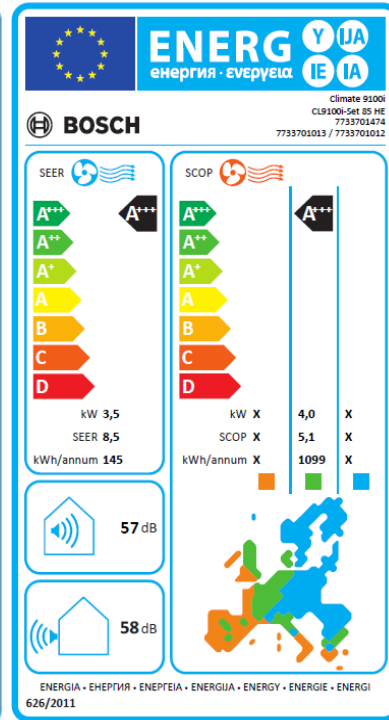 ENERG
енергия · ενεργεια
Y IJA
IE IA
BOSCH
Climate 9100i
CL9100i-Set 85 HE
7733701474
7733701013 / 7733701012
SEER
A+++
A+++
A++
A+
A
B
C
D
kW 3,5
SEER 8,5
kWh/annum 145
SCOP
A+++
A+++
A++
A+
A
B
C
D
kW X 4,0 X
SCOP X 5,1 X
kWh/annum X 1099 X
57 dB
58 dB
ENERGIA · ЕНЕРГИЯ · ΕΝΕΡΓΕΙΑ · ENERGIJA · ENERGY · ENERGIE · ENERGI
626/2011